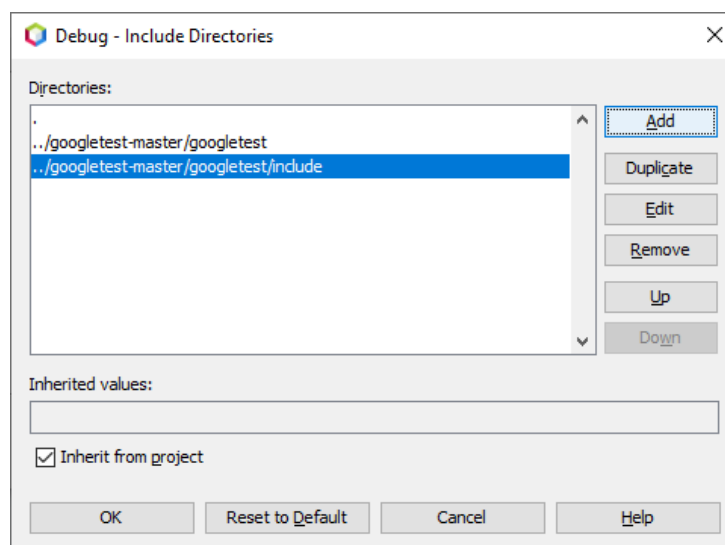 Debug - Include Directories
Directories:
.
../googletest-master/googletest
../googletest-master/googletest/include
Add
Duplicate
Edit
Remove
Up
Down
Inherited values:
Inherit from project
OK
Reset to Default
Cancel
Help